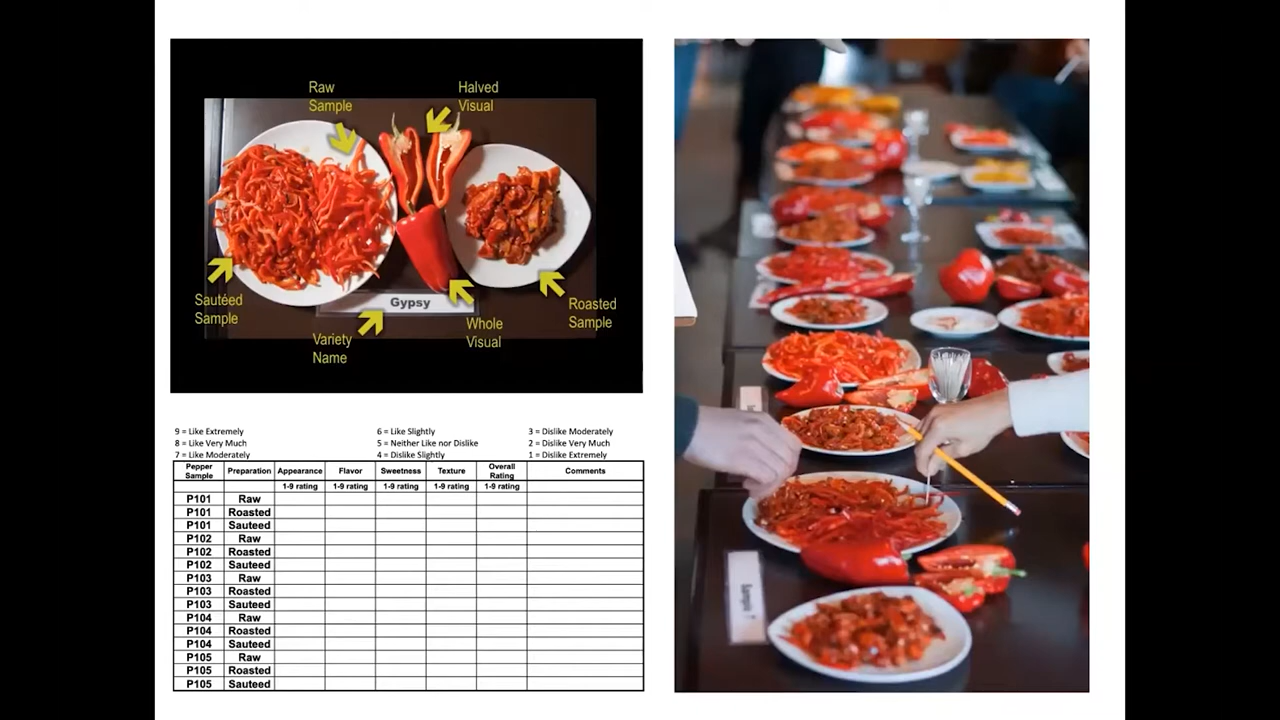 Raw
Sample
Halved
Visual
Sautéed
Sample
Gypsy
Variety
Name
Whole
Visual
Roasted
Sample
9 = Like Extremely
6 = Like Slightly
3 = Dislike Moderately
8 = Like Very Much
5 = Neither Like nor Dislike
2 = Dislike Very Much
7 = Like Moderately
4 = Dislike Slightly
1 = Dislike Extremely
Pepper Sample Preparation Appearance Flavor Sweetness Texture Overall Rating Comments
1-9 rating 1-9 rating 1-9 rating 1-9 rating 1-9 rating
P101 Raw
P101 Roasted
P101 Sauteed
P102 Raw
P102 Roasted
P102 Sauteed
P103 Raw
P103 Roasted
P103 Sauteed
P104 Raw
P104 Roasted
P104 Sauteed
P105 Raw
P105 Roasted
P105 Sauteed
Sample